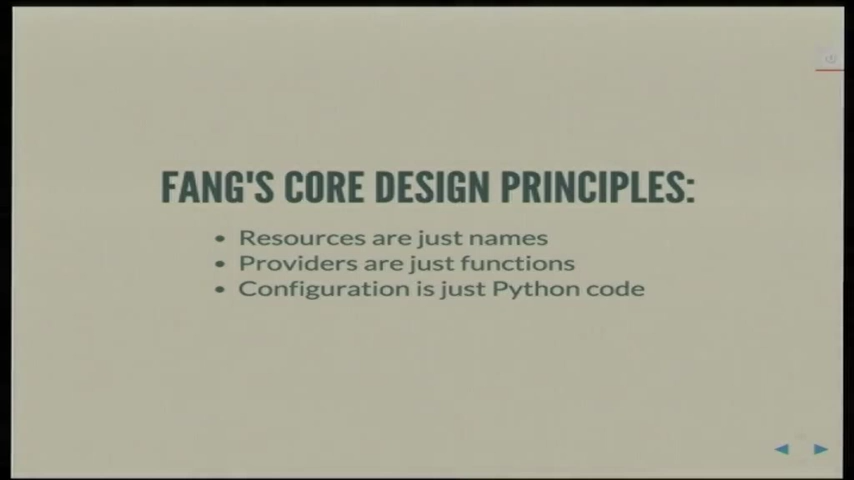 FANG'S CORE DESIGN PRINCIPLES:
• Resources are just names
• Providers are just functions
• Configuration is just Python code